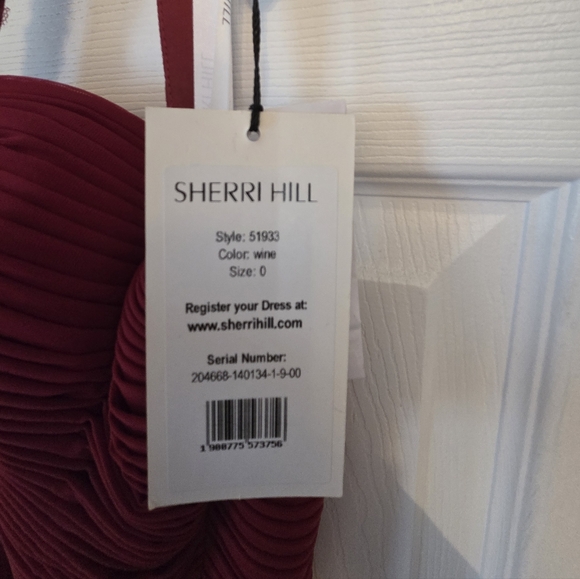 SHERRI HILL
Style: 51933
Color: wine
Size: 0
Register your Dress at:
www.sherrihill.com
Serial Number:
204668-140134-1-9-00
1 988775 573756